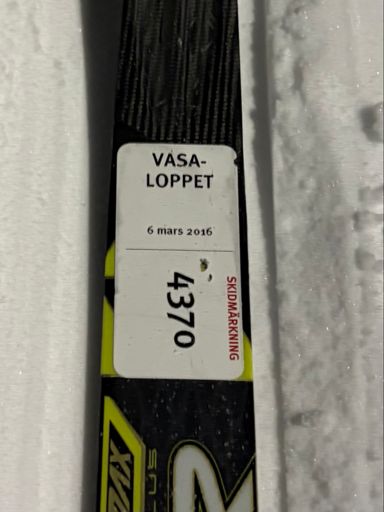 VASA-
LOPPET
6 mars 2016
4370
SKIDMÄRKNING